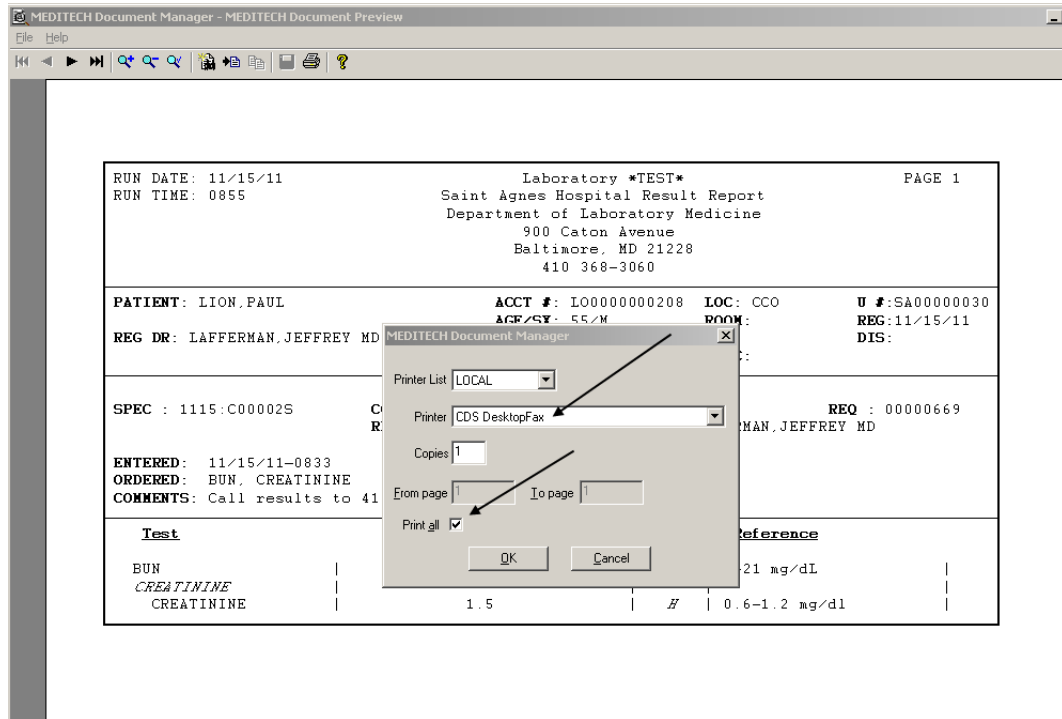 MEDITECH Document Manager - MEDITECH Document Preview
File Help
RUN DATE: 11/15/11 Laboratory *TEST* PAGE 1
RUN TIME: 0855 Saint Agnes Hospital Result Report
Department of Laboratory Medicine
900 Caton Avenue
Baltimore, MD 21228
410 368-3060
PATIENT: LION,PAUL ACCT #: L00000000208 LOC: CCO U #:SA00000030
AGE/SX: 55/M ROOM: REG:11/15/11
REG DR: LAFFERMAN,JEFFREY MD DIS:
MEDITECH Document Manager
Printer List LOCAL
Printer CDS DesktopFax
Copies 1
From page 1 To page 1
Print all
OK Cancel
SPEC : 1115:C00002S REQ : 00000669
MAN,JEFFREY MD
ENTERED: 11/15/11-0833
ORDERED: BUN, CREATININE
COMMENTS: Call results to 41
Test Reference
BUN | 21 mg/dL |
CREATININE
CREATININE | 1.5 | H | 0.6-1.2 mg/dl |